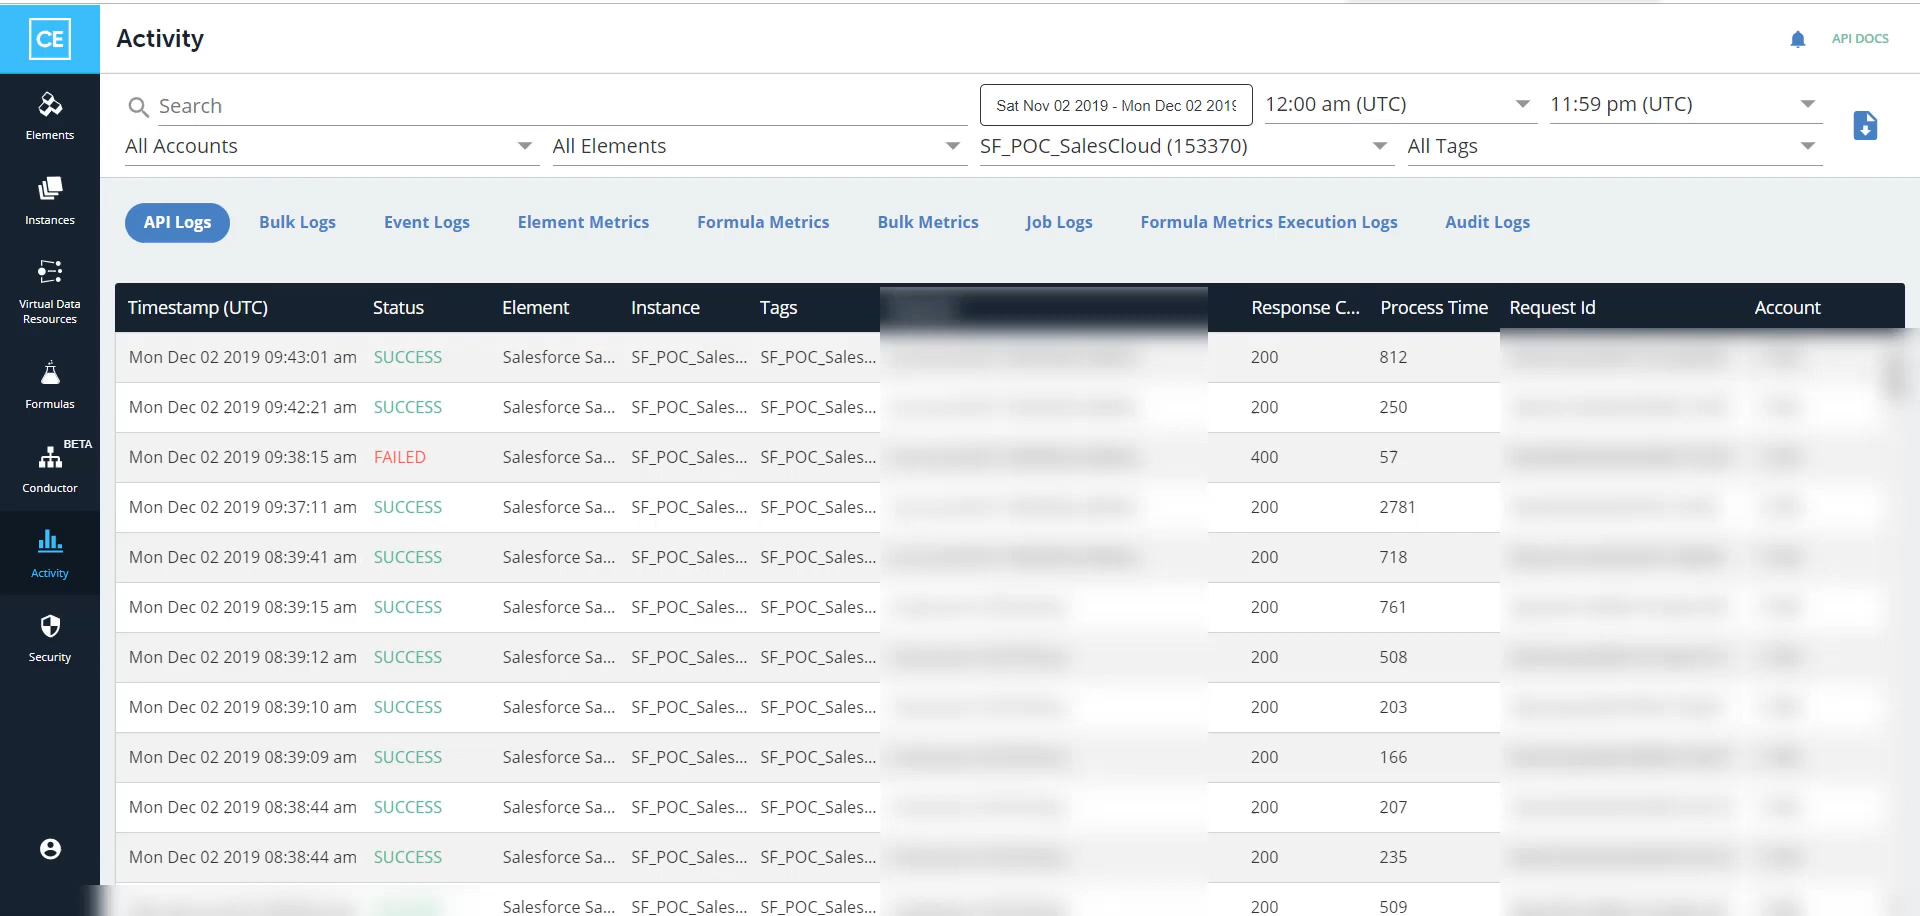 CE
Activity
API DOCS
Search
Sat Nov 02 2019 - Mon Dec 02 2019
12:00 am (UTC)
11:59 pm (UTC)
All Accounts
All Elements
SF_POC_SalesCloud (153370)
All Tags
Elements
Instances
Virtual Data
Resources
Formulas
BETA
Conductor
Activity
Security
API Logs
Bulk Logs
Event Logs
Element Metrics
Formula Metrics
Bulk Metrics
Job Logs
Formula Metrics Execution Logs
Audit Logs
Timestamp (UTC) Status Element Instance Tags Response C... Process Time Request Id Account
Mon Dec 02 2019 09:43:01 am SUCCESS Salesforce Sa... SF_POC_Sales... SF_POC_Sales... 200 812
Mon Dec 02 2019 09:42:21 am SUCCESS Salesforce Sa... SF_POC_Sales... SF_POC_Sales... 200 250
Mon Dec 02 2019 09:38:15 am FAILED Salesforce Sa... SF_POC_Sales... SF_POC_Sales... 400 57
Mon Dec 02 2019 09:37:11 am SUCCESS Salesforce Sa... SF_POC_Sales... SF_POC_Sales... 200 2781
Mon Dec 02 2019 08:39:41 am SUCCESS Salesforce Sa... SF_POC_Sales... SF_POC_Sales... 200 718
Mon Dec 02 2019 08:39:15 am SUCCESS Salesforce Sa... SF_POC_Sales... SF_POC_Sales... 200 761
Mon Dec 02 2019 08:39:12 am SUCCESS Salesforce Sa... SF_POC_Sales... SF_POC_Sales... 200 508
Mon Dec 02 2019 08:39:10 am SUCCESS Salesforce Sa... SF_POC_Sales... SF_POC_Sales... 200 203
Mon Dec 02 2019 08:39:09 am SUCCESS Salesforce Sa... SF_POC_Sales... SF_POC_Sales... 200 166
Mon Dec 02 2019 08:38:44 am SUCCESS Salesforce Sa... SF_POC_Sales... SF_POC_Sales... 200 207
Mon Dec 02 2019 08:38:44 am SUCCESS Salesforce Sa... SF_POC_Sales... SF_POC_Sales... 200 235
Salesforce Sa... SF_POC_Sales... SF_POC_Sales... 200 509